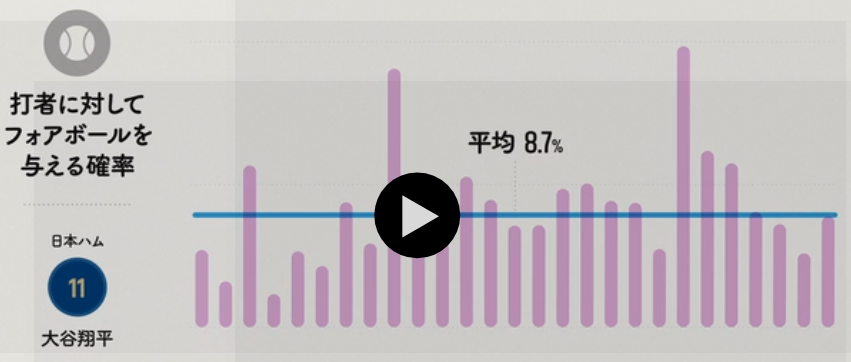 打者に対して
フォアボールを
与える確率
平均 8.7%
日本ハム
11
大谷翔平